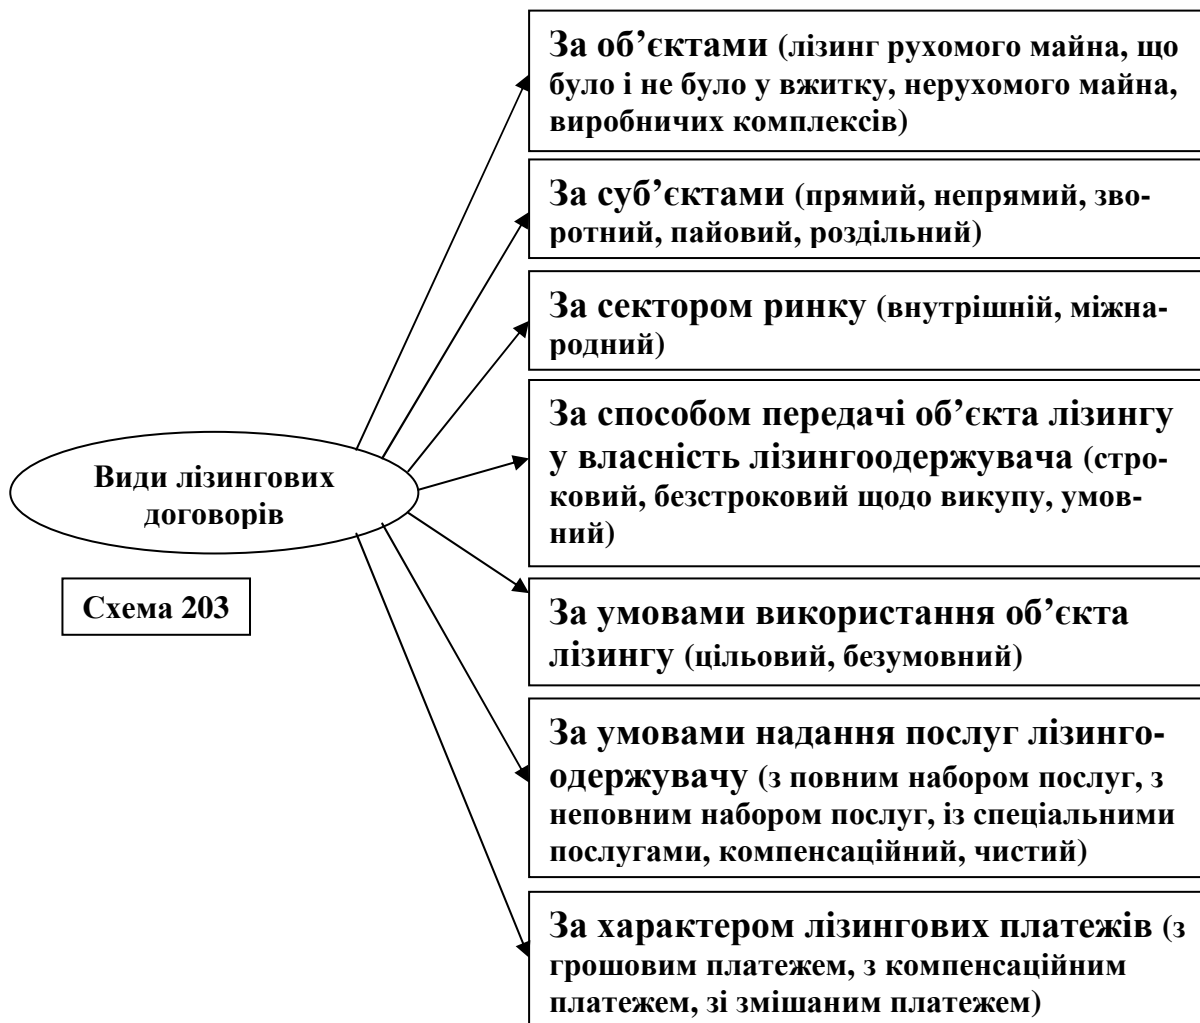 За об’єктами (лізинг рухомого майна, що
було і не було у вжитку, нерухомого майна,
виробничих комплексів)
За суб’єктами (прямий, непрямий, зво-
ротний, пайовий, роздільний)
За сектором ринку (внутрішній, міжна-
родний)
За способом передачі об’єкта лізингу
у власність лізингоодержувача (стро-
ковий, безстроковий щодо викупу, умов-
ний)
Види лізингових
договорів
Схема 203
За умовами використання об’єкта
лізингу (цільовий, безумовний)
За умовами надання послуг лізинго-
одержувачу (з повним набором послуг, з
неповним набором послуг, із спеціальними
послугами, компенсаційний, чистий)
За характером лізингових платежів (з
грошовим платежем, з компенсаційним
платежем, зі змішаним платежем)